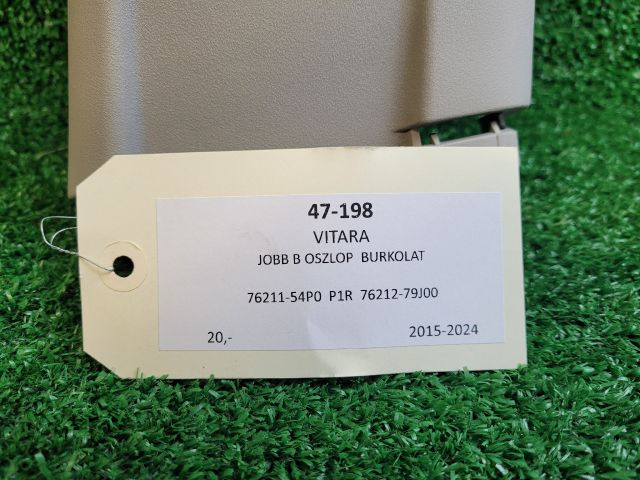 47-198
VITARA
JOBB B OSZLOP BURKOLAT
76211-54P0 P1R 76212-79J00
20,- 2015-2024